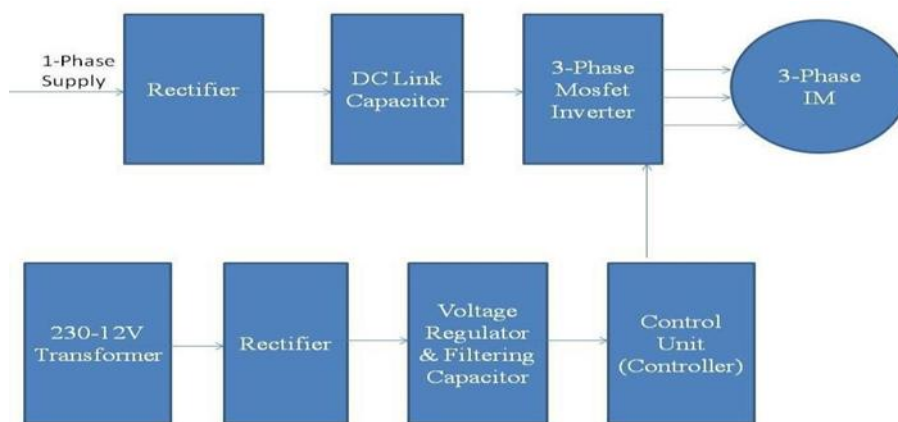 1-Phase
Supply
Rectifier
DC Link
Capacitor
3-Phase
Mosfet
Inverter
3-Phase
IM
230-12V
Transformer
Rectifier
Voltage
Regulator
& Filtering
Capacitor
Control
Unit
(Controller)